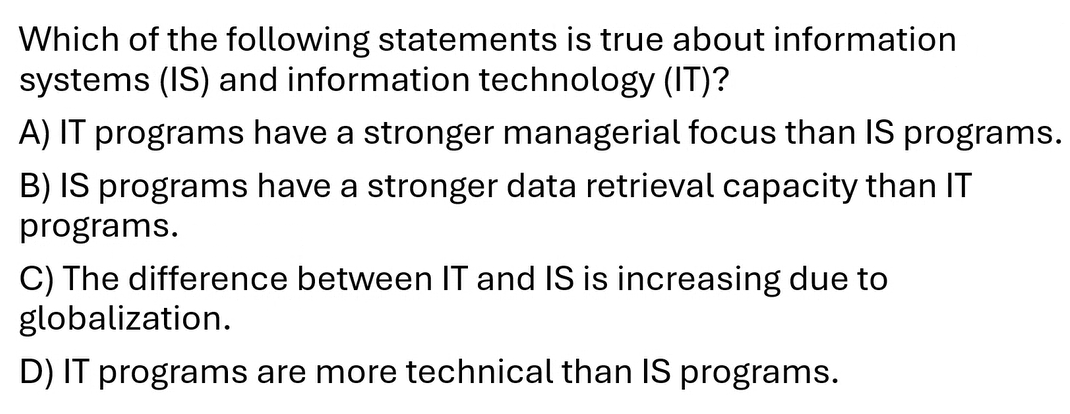 Which of the following statements is true about information
systems (IS) and information technology (IT)?
A) IT programs have a stronger managerial focus than IS programs.
B) IS programs have a stronger data retrieval capacity than IT
programs.
C) The difference between IT and IS is increasing due to
globalization.
D) IT programs are more technical than IS programs.